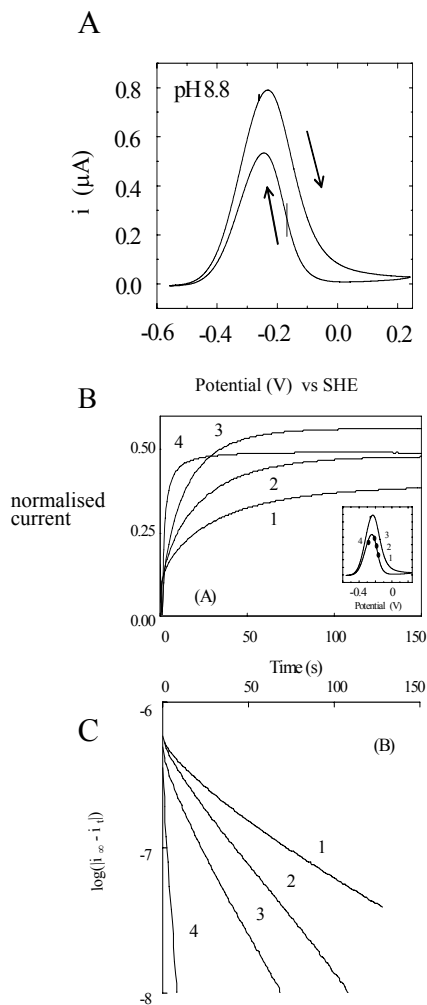 A
pH 8.8
0.8
0.6
0.4
0.2
0.0
i (μA)
-0.6 -0.4 -0.2 0.0 0.2
Potential (V) vs SHE
B
0.50
0.25
0.00
normalised
current
4
3
2
1
(A)
4
3
2
1
-0.4 0
Potential (V)
0 50 100 150
Time (s)
0 50 100 150
C
-6
-7
-8
log(|i ∞ - i t|)
(B)
1
2
3
4